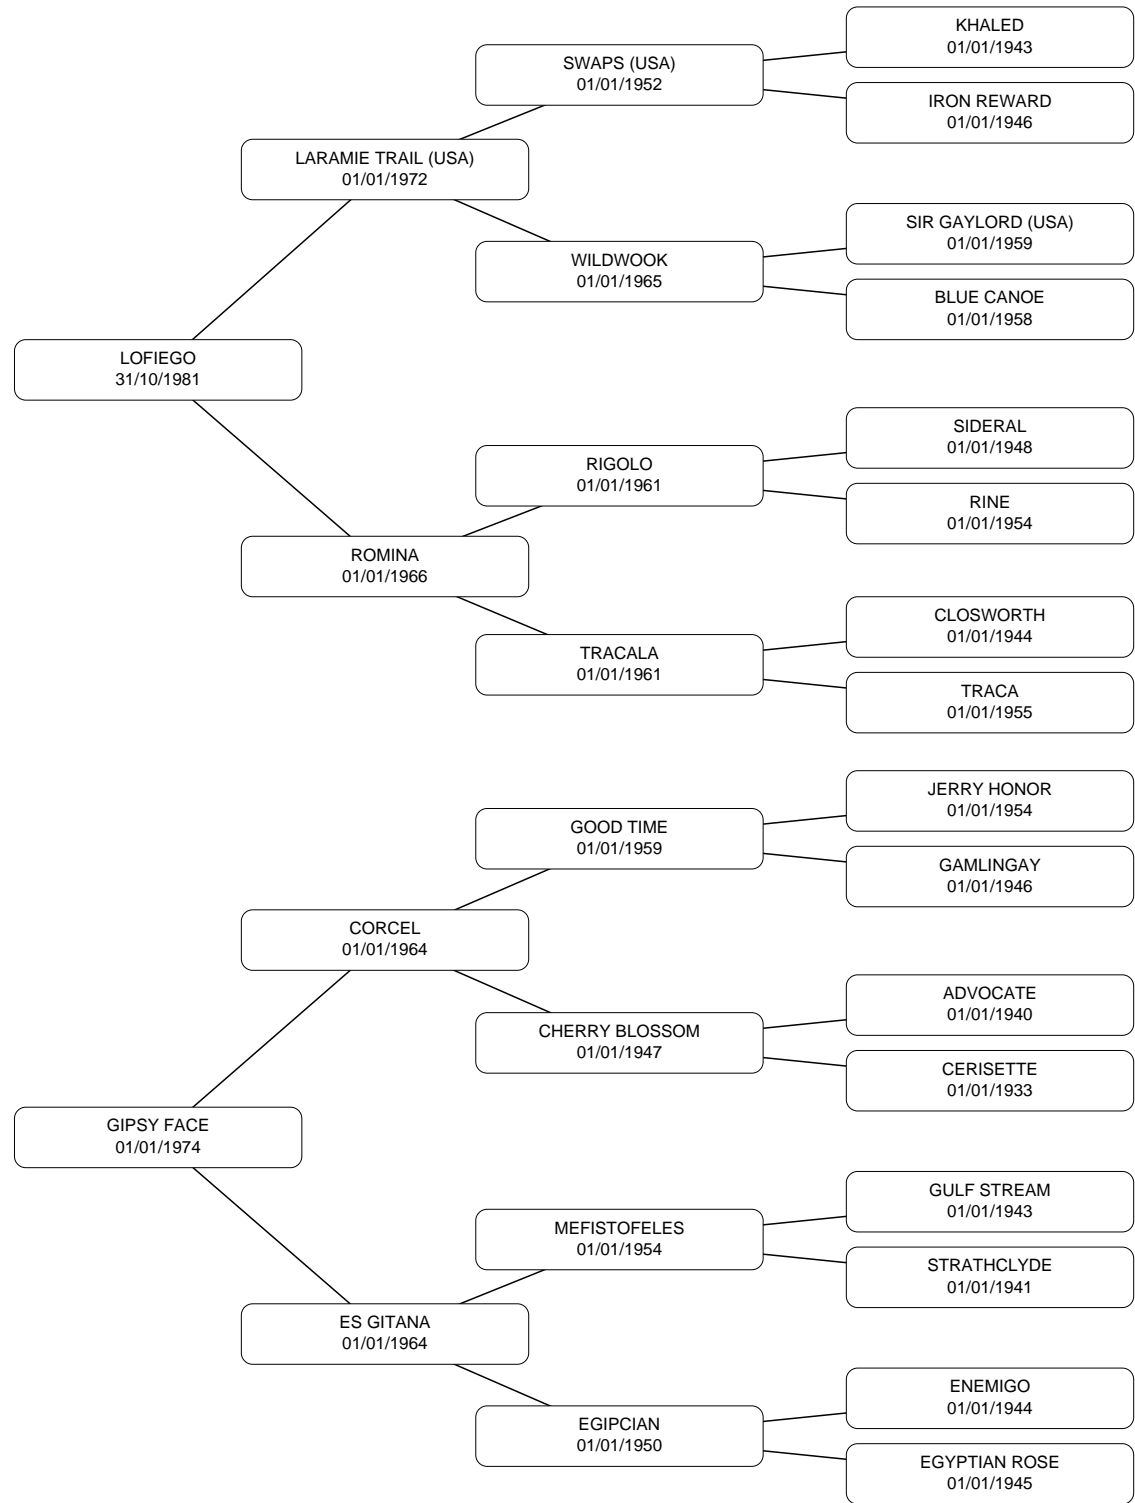 KHALED
01/01/1943
SWAPS (USA)
01/01/1952
IRON REWARD
01/01/1946
LARAMIE TRAIL (USA)
01/01/1972
SIR GAYLORD (USA)
01/01/1959
WILDWOOK
01/01/1965
BLUE CANOE
01/01/1958
LOFIEGO
31/10/1981
SIDERAL
01/01/1948
RIGOLO
01/01/1961
RINE
01/01/1954
ROMINA
01/01/1966
CLOSWORTH
01/01/1944
TRACALA
01/01/1961
TRACA
01/01/1955
JERRY HONOR
01/01/1954
GOOD TIME
01/01/1959
GAMLINGAY
01/01/1946
CORCEL
01/01/1964
ADVOCATE
01/01/1940
CHERRY BLOSSOM
01/01/1947
CERISETTE
01/01/1933
GIPSY FACE
01/01/1974
GULF STREAM
01/01/1943
MEFISTOFELES
01/01/1954
STRATHCLYDE
01/01/1941
ES GITANA
01/01/1964
ENEMIGO
01/01/1944
EGIPCIAN
01/01/1950
EGYPTIAN ROSE
01/01/1945